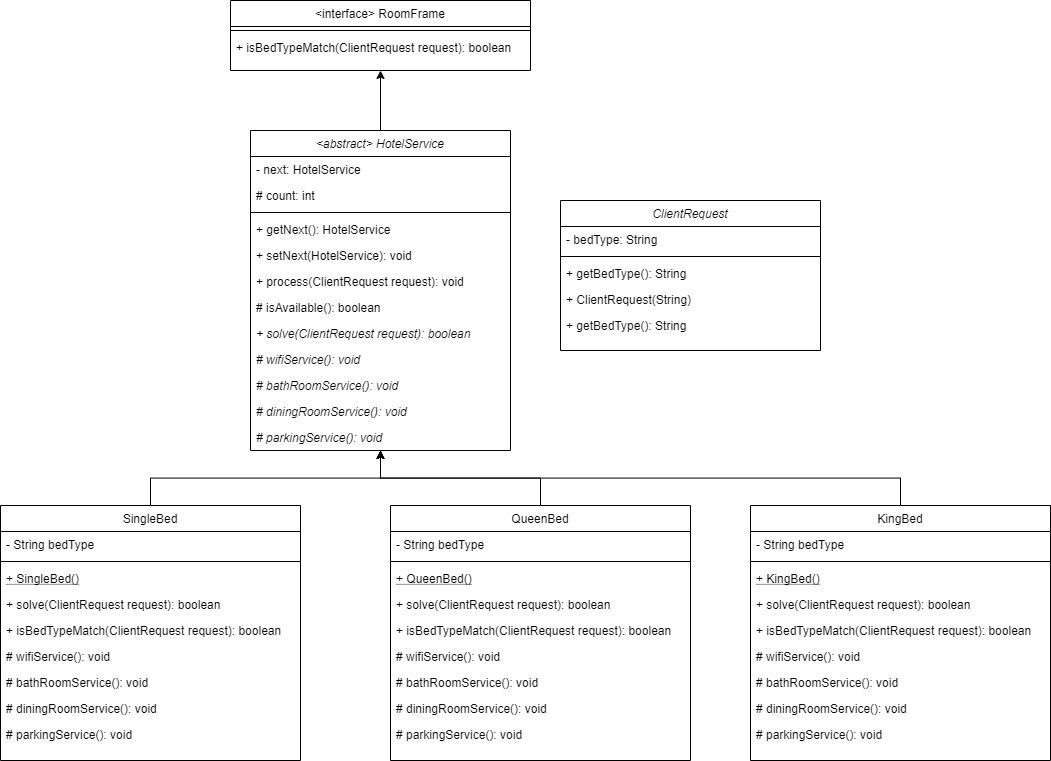 <interface> RoomFrame
+ isBedTypeMatch(ClientRequest request): boolean
<abstract> HotelService
- next: HotelService
# count: int
+ getNext(): HotelService
+ setNext(HotelService): void
+ process(ClientRequest request): void
# isAvailable(): boolean
+ solve(ClientRequest request): boolean
# wifiService(): void
# bathRoomService(): void
# diningRoomService(): void
# parkingService(): void
ClientRequest
- bedType: String
+ getBedType(): String
+ ClientRequest(String)
+ getBedType(): String
SingleBed
- String bedType
+ SingleBed()
+ solve(ClientRequest request): boolean
+ isBedTypeMatch(ClientRequest request): boolean
# wifiService(): void
# bathRoomService(): void
# diningRoomService(): void
# parkingService(): void
QueenBed
- String bedType
+ QueenBed()
+ solve(ClientRequest request): boolean
+ isBedTypeMatch(ClientRequest request): boolean
# wifiService(): void
# bathRoomService(): void
# diningRoomService(): void
# parkingService(): void
KingBed
- String bedType
+ KingBed()
+ solve(ClientRequest request): boolean
+ isBedTypeMatch(ClientRequest request): boolean
# wifiService(): void
# bathRoomService(): void
# diningRoomService(): void
# parkingService(): void